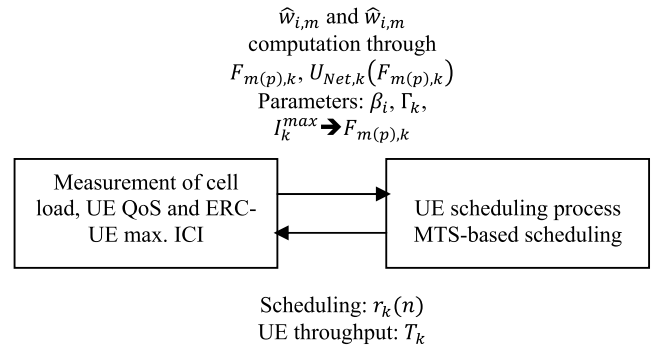 ŵ_{i,m} and ŵ_{i,m}
computation through
F_{m(p),k}, U_{Net,k}(F_{m(p),k})
Parameters: β_i, Γ_k,
I_k^{max}➔F_{m(p),k}
Measurement of cell
load, UE QoS and ERC-
UE max. ICI
UE scheduling process
MTS-based scheduling
Scheduling: r_k(n)
UE throughput: T_k